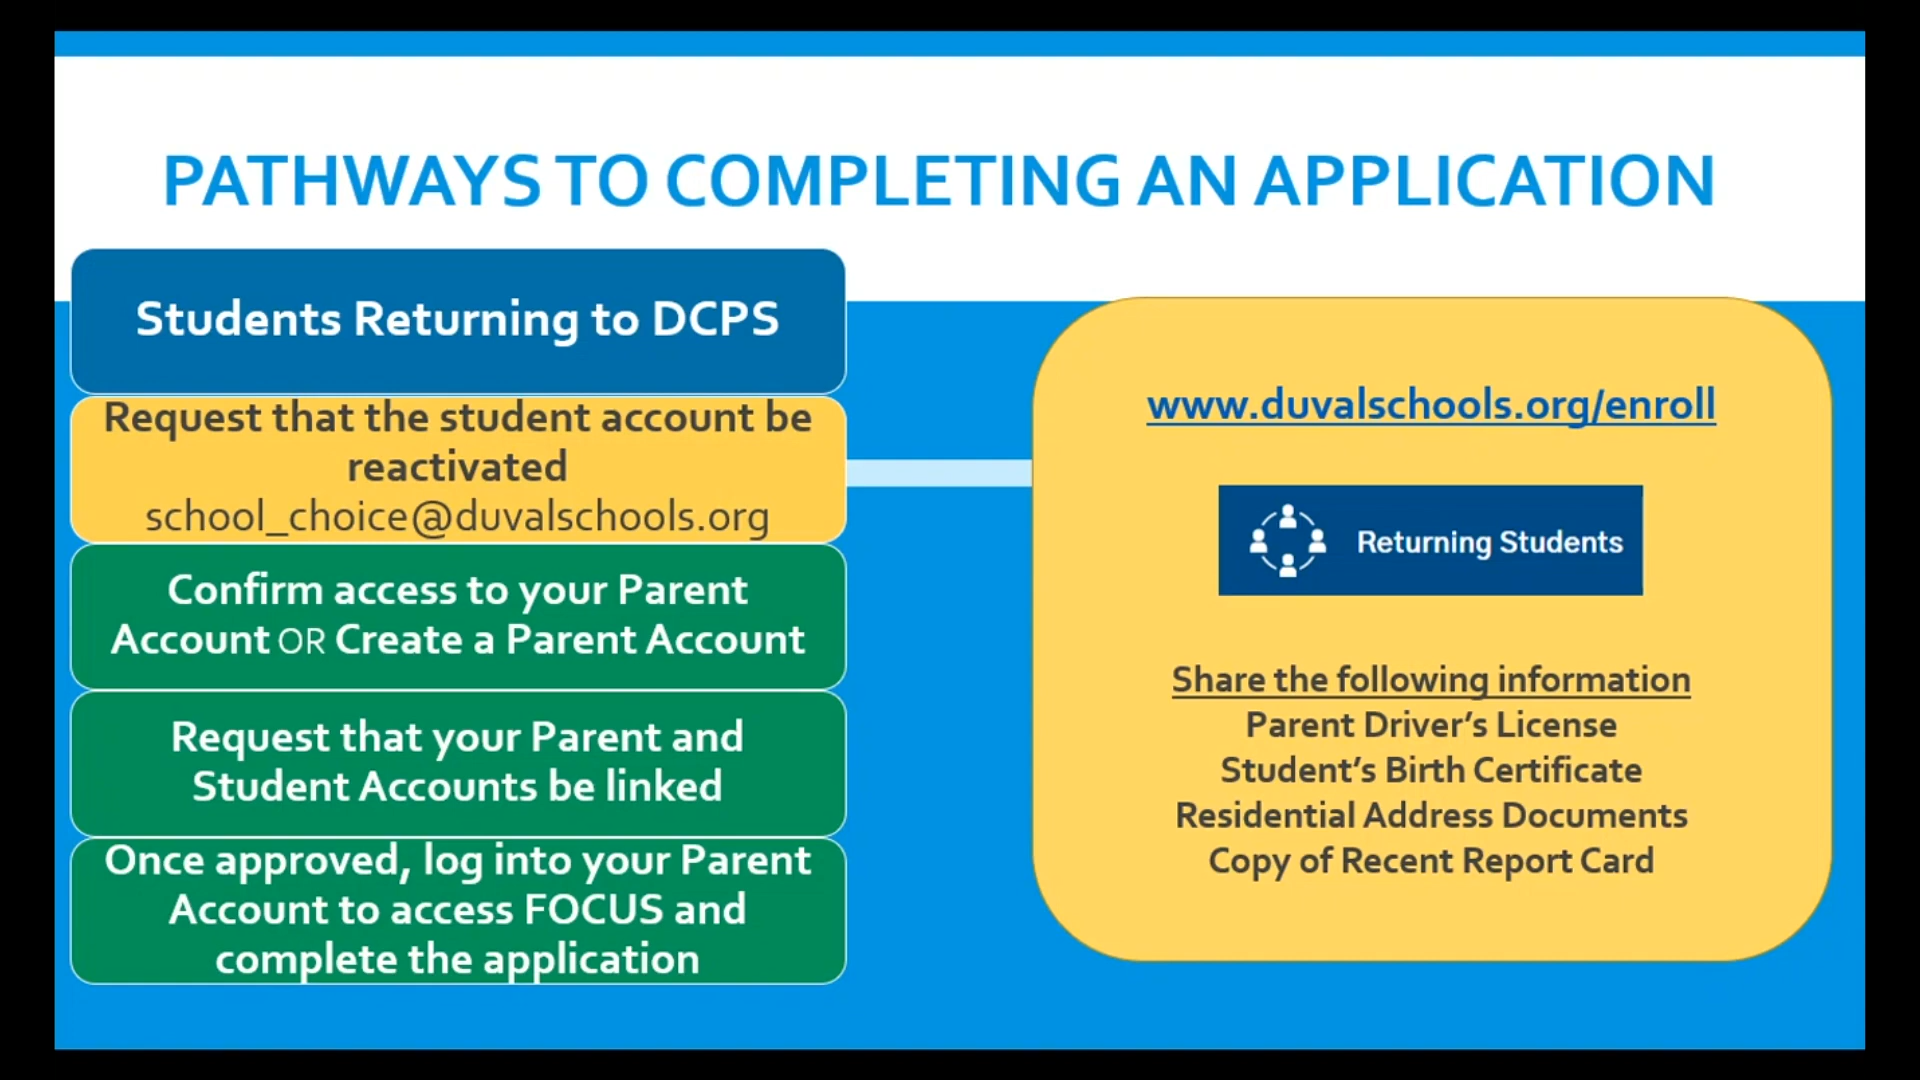 PATHWAYS TO COMPLETING AN APPLICATION
Students Returning to DCPS
Request that the student account be
reactivated
school_choice@duvalschools.org
Confirm access to your Parent
Account OR Create a Parent Account
Request that your Parent and
Student Accounts be linked
Once approved, log into your Parent
Account to access FOCUS and
complete the application
www.duvalschools.org/enroll
Returning Students
Share the following information
Parent Driver’s License
Student’s Birth Certificate
Residential Address Documents
Copy of Recent Report Card